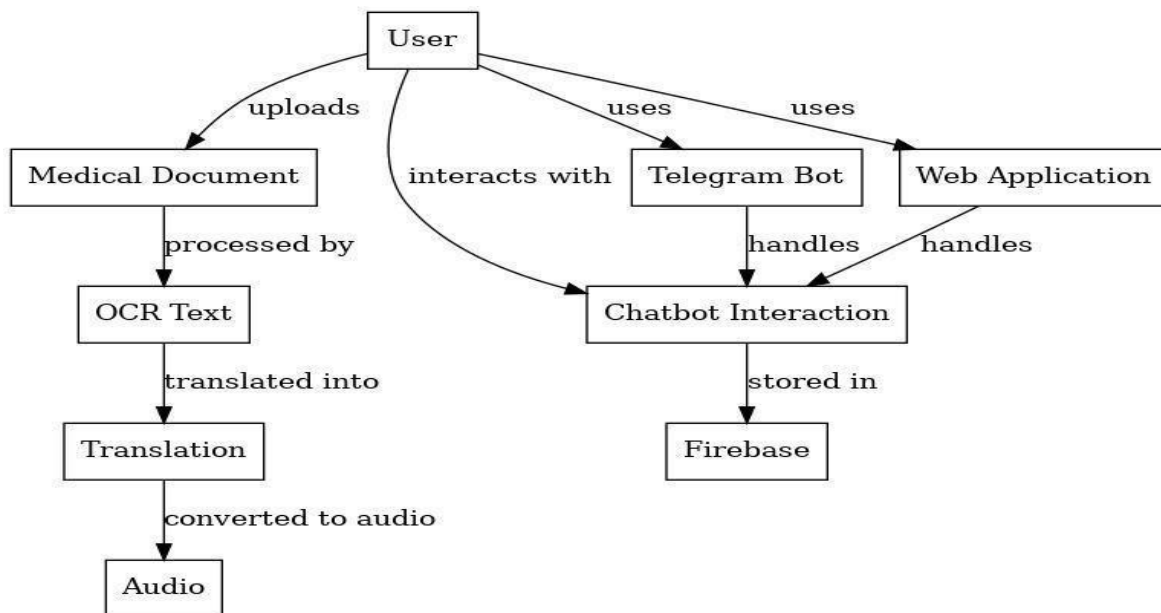 User
uploads
uses
uses
Medical Document
interacts with
Telegram Bot
Web Application
processed by
handles
handles
OCR Text
Chatbot Interaction
translated into
stored in
Translation
Firebase
converted to audio
Audio